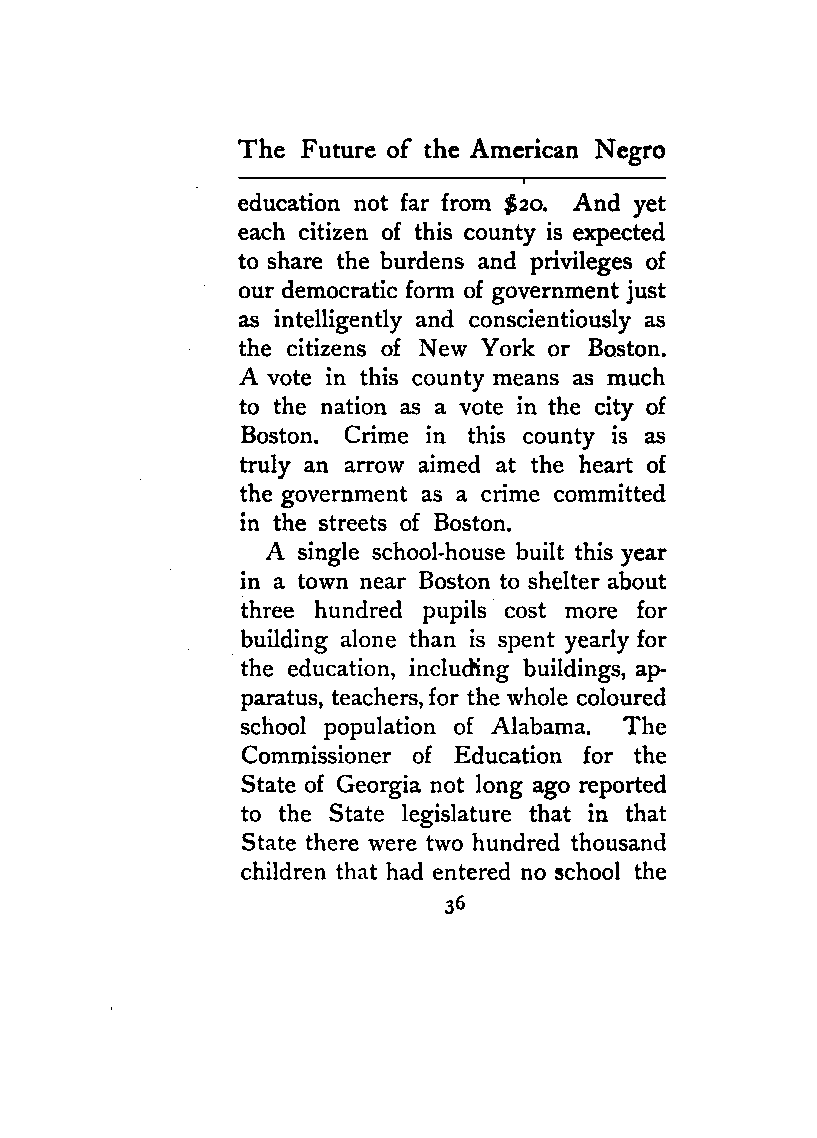 The Future of the American Negro
education not far from $20. And yet
each citizen of this county is expected
to share the burdens and privileges of
our democratic form of government just
as intelligently and conscientiously as
the citizens of New York or Boston.
A vote in this county means as much
to the nation as a vote in the city of
Boston. Crime in this county is as
truly an arrow aimed at the heart of
the government as a crime committed
in the streets of Boston.
A single school-house built this year
in a town near Boston to shelter about
three hundred pupils cost more for
building alone than is spent yearly for
the education, including buildings, ap-
paratus, teachers, for the whole coloured
school population of Alabama. The
Commissioner of Education for the
State of Georgia not long ago reported
to the State legislature that in that
State there were two hundred thousand
children that had entered no school the
36